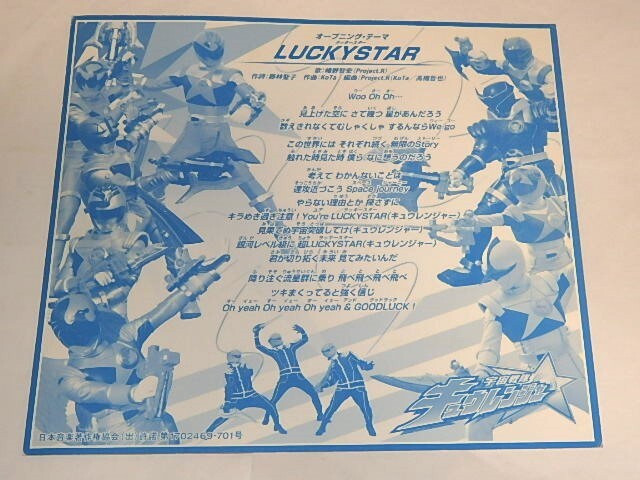 オープニング・テーマ
LUCKYSTAR
歌:幡野智宏(Project.R)
作詞:藤林聖子 作曲:KoTa 編曲:Project.R(KoTa/高橋哲也)
Woo Oh Oh…
見上げた空に さて幾つ 星があんだろう
数えきれなくてむしゃくしゃ するんならWe go
この世界には それぞれ続く 無限のStory
触れた時見た時 僕ら なに想うのだろう
考えて わかんないことは
速攻近づこう Space journey
やらない理由とか 探さずに
キラめき過ぎ注意!You're LUCKYSTAR(キュウレンジャー)
見果てぬ宇宙突破してけ(キュウレンジャー)
銀河レベル級に 超LUCKYSTAR(キュウレンジャー)
君が切り拓く未来 見てみたいんだ
降り注ぐ流星群に乗り 飛べ飛べ飛べ飛べ
ツキまくってると強く信じ
Oh yeah Oh yeah Oh yeah & GOODLUCK!
宇宙戦隊
キュウレンジャー
日本音楽著作権協会(出)許諾第1702469-701号